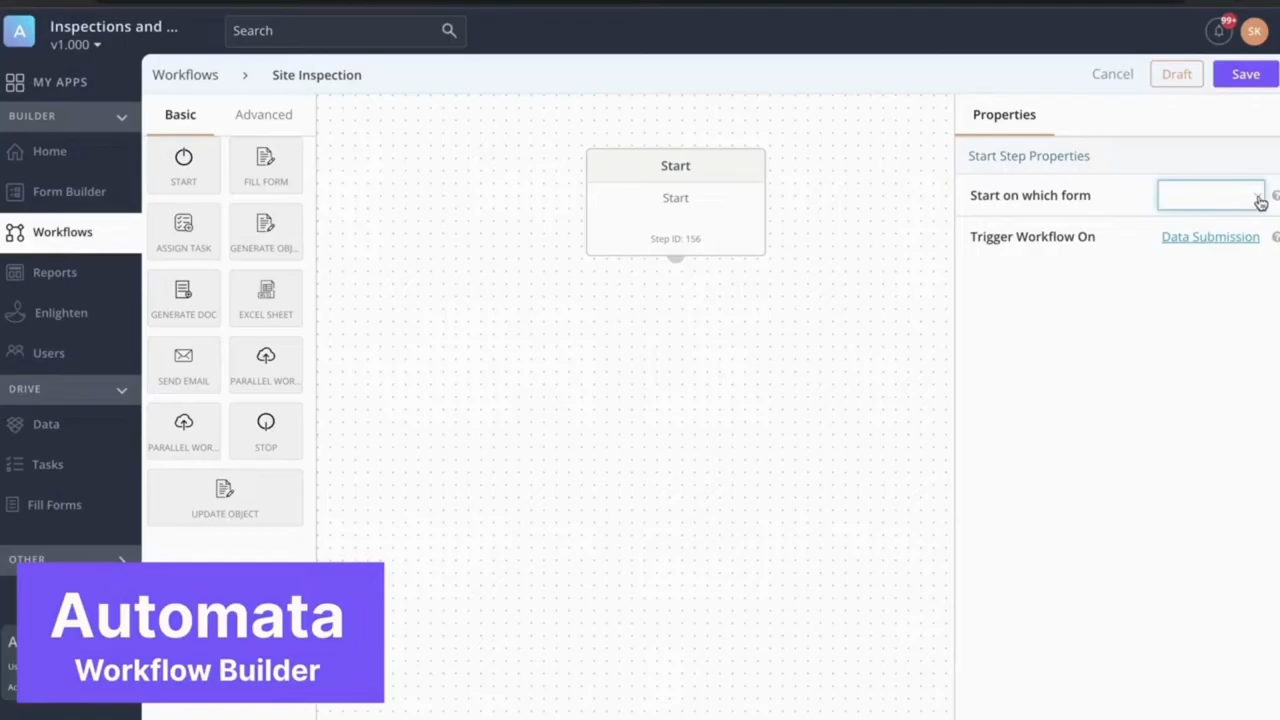 A
Inspections and ...
v1.000
Search
99+
SK
MY APPS
BUILDER
Home
Form Builder
Workflows
Reports
Enlighten
Users
DRIVE
Data
Tasks
Fill Forms
OTHER
Workflows > Site Inspection
Cancel
Draft
Save
Basic
Advanced
START
FILL FORM
ASSIGN TASK
GENERATE OBJ...
GENERATE DOC
EXCEL SHEET
SEND EMAIL
PARALLEL WOR...
PARALLEL WOR...
STOP
UPDATE OBJECT
Start
Start
Step ID: 156
Properties
Start Step Properties
Start on which form
Trigger Workflow On
Data Submission
Automata
Workflow Builder